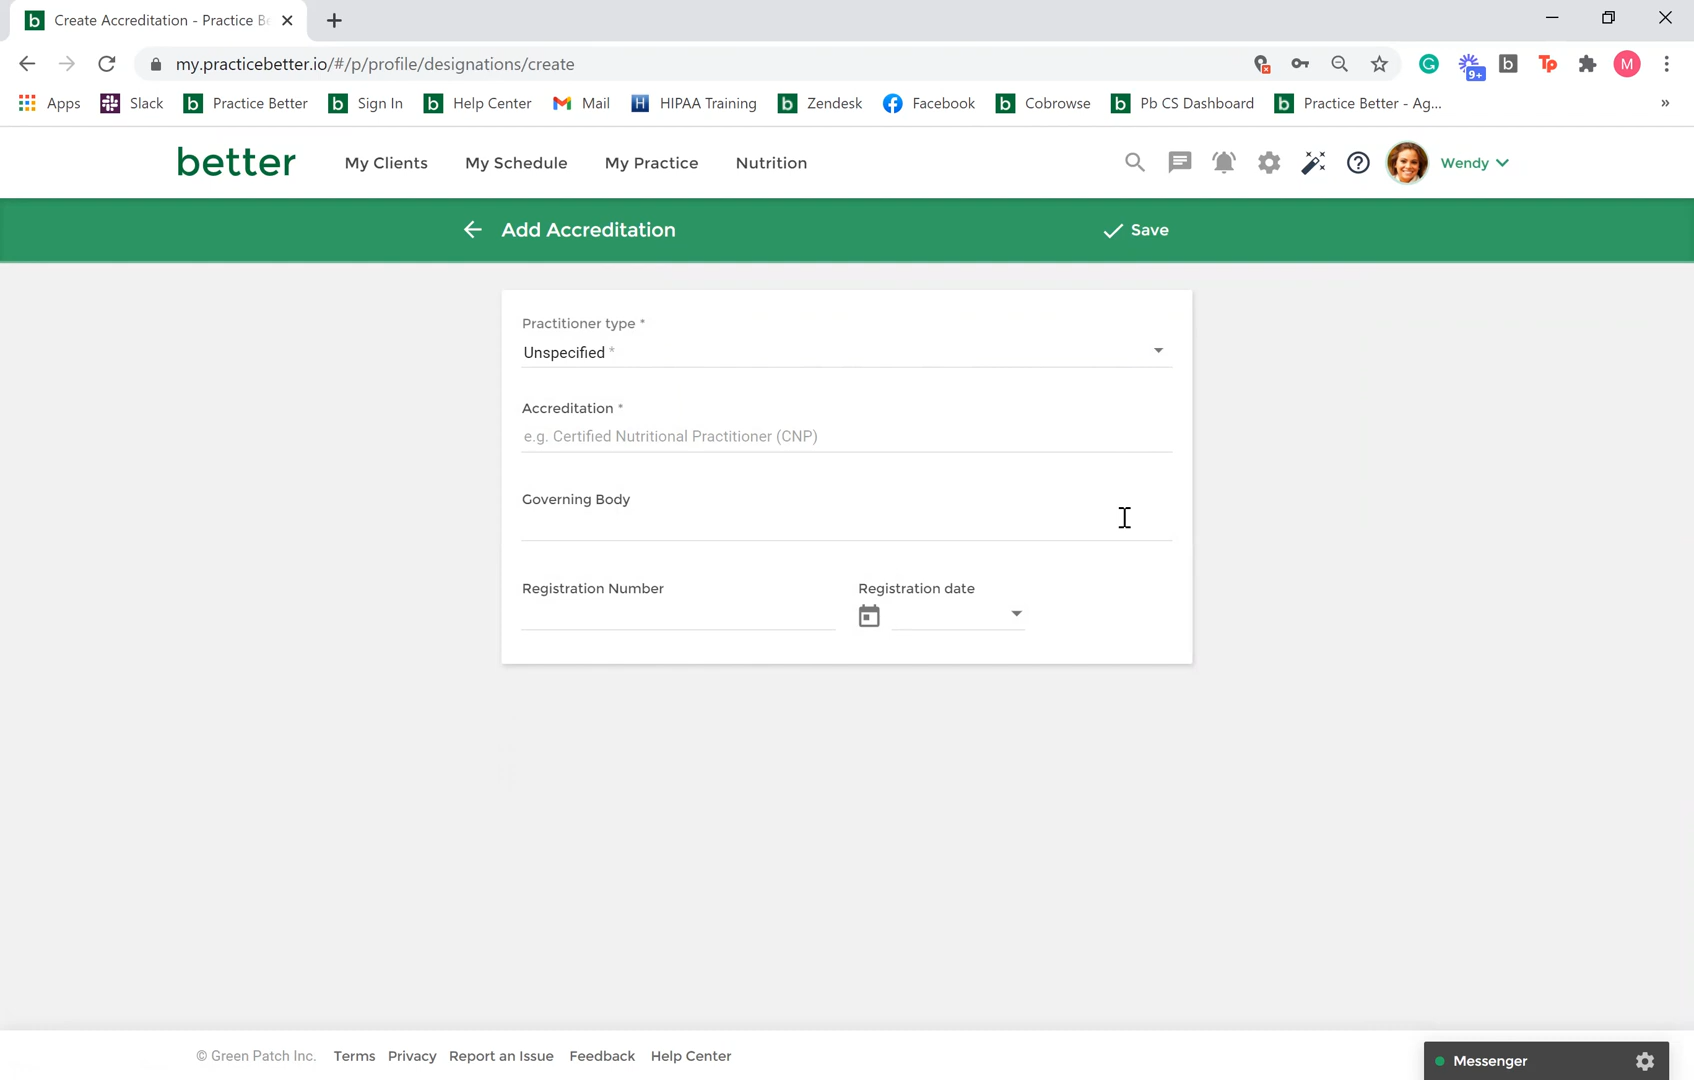 Create Accreditation - Practice Be
my.practicebetter.io/#/p/profile/designations/create
9+
M
Apps
Slack
Practice Better
Sign In
Help Center
Mail
HIPAA Training
Zendesk
Facebook
Cobrowse
Pb CS Dashboard
Practice Better - Ag...
»
better
My Clients
My Schedule
My Practice
Nutrition
Wendy
Add Accreditation
Save
Practitioner type *
Unspecified *
Accreditation *
e.g. Certified Nutritional Practitioner (CNP)
Governing Body
Registration Number
Registration date
© Green Patch Inc.
Terms
Privacy
Report an Issue
Feedback
Help Center
Messenger